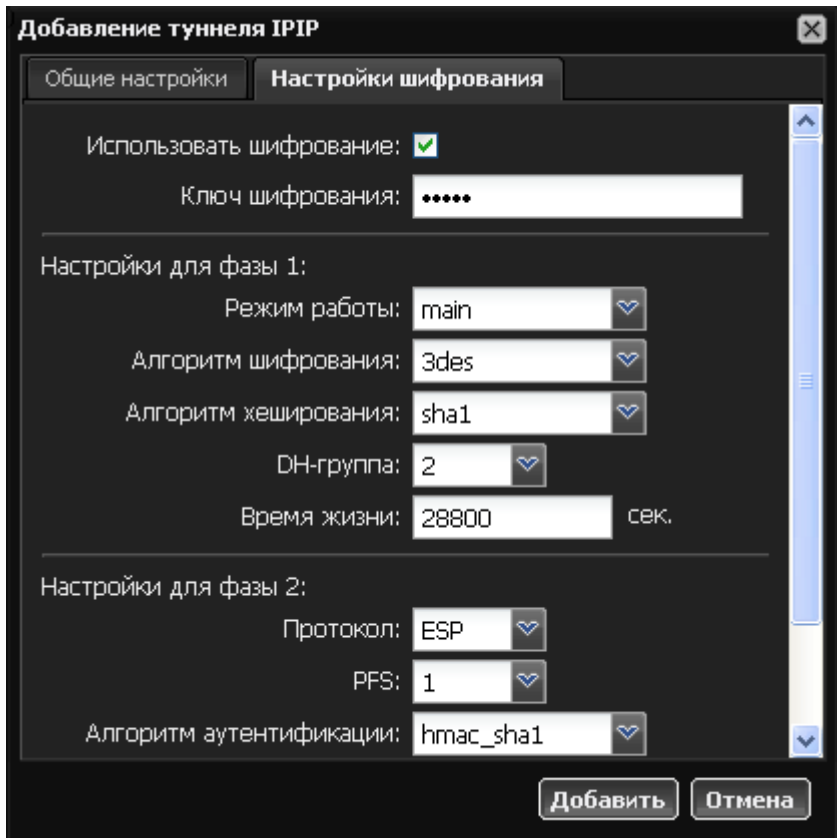 Добавление туннеля IPIP
Общие настройки Настройки шифрования
Использовать шифрование:
Ключ шифрования: •••••
Настройки для фазы 1:
Режим работы: main
Алгоритм шифрования: 3des
Алгоритм хеширования: sha1
DH-группа: 2
Время жизни: 28800 сек.
Настройки для фазы 2:
Протокол: ESP
PFS: 1
Алгоритм аутентификации: hmac_sha1
Добавить Отмена